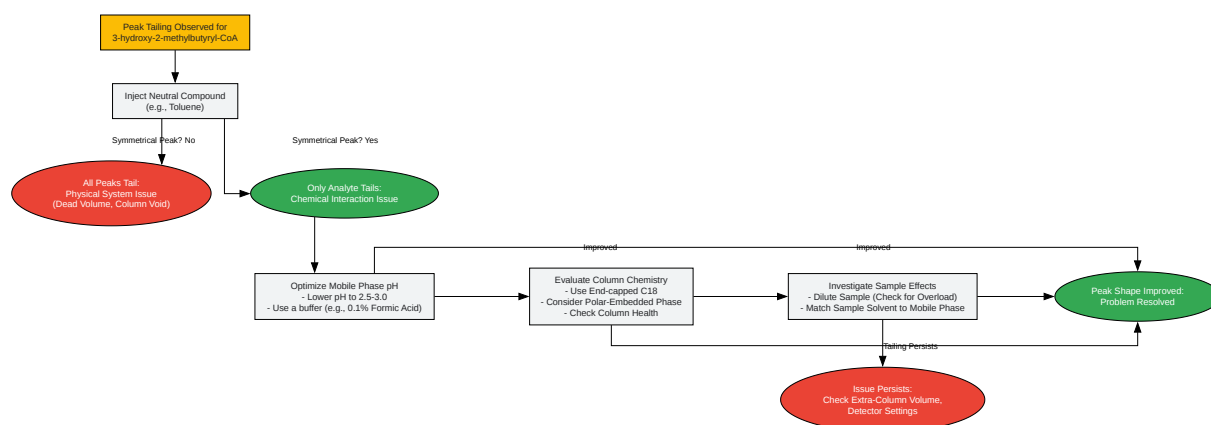 Peak Tailing Observed for
3-hydroxy-2-methylbutyryl-CoA
Inject Neutral Compound
(e.g., Toluene)
Symmetrical Peak? No
Symmetrical Peak? Yes
All Peaks Tail:
Physical System Issue
(Dead Volume, Column Void)
Only Analyte Tails:
Chemical Interaction Issue
Improved
Improved
Optimize Mobile Phase pH
- Lower pH to 2.5-3.0
- Use a buffer (e.g., 0.1% Formic Acid)
Evaluate Column Chemistry
- Use End-capped C18
- Consider Polar-Embedded Phase
- Check Column Health
Investigate Sample Effects
- Dilute Sample (Check for Overload)
- Match Sample Solvent to Mobile Phase
Peak Shape Improved:
Problem Resolved
Tailing Persists
Issue Persists:
Check Extra-Column Volume,
Detector Settings